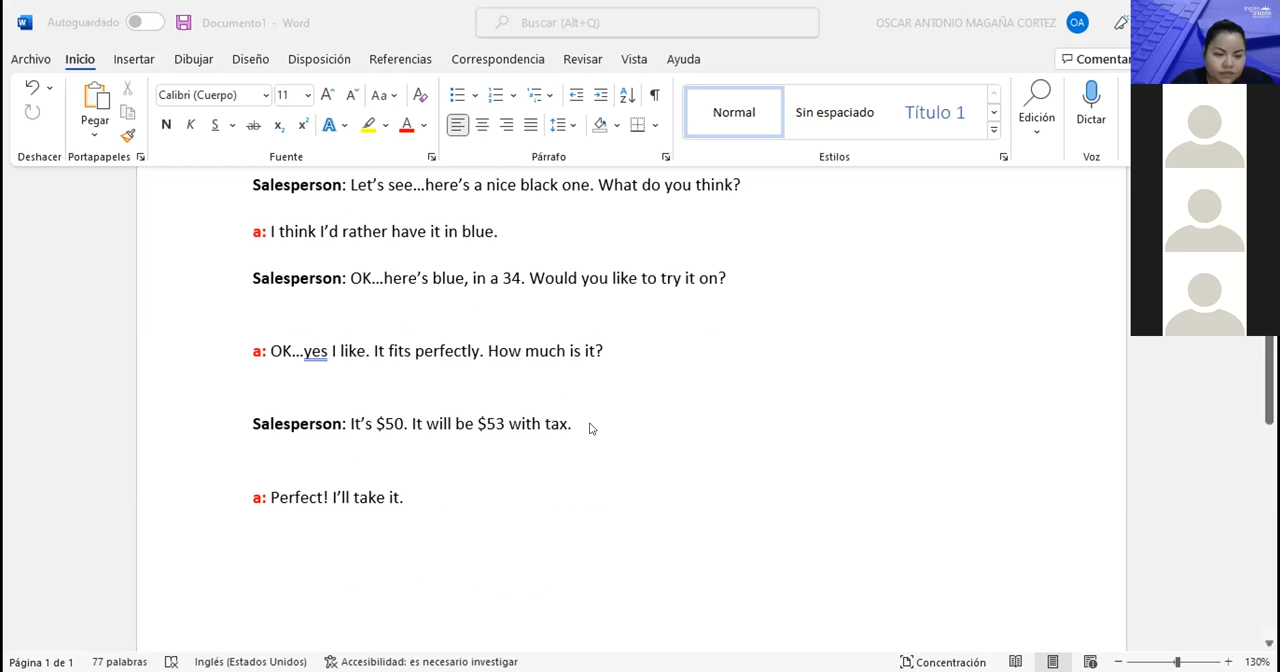 Autoguardado
Documento1 - Word
Buscar (Alt+Q)
OSCAR ANTONIO MAGAÑA CORTEZ
OA
Archivo Inicio Insertar Dibujar Diseño Disposición Referencias Correspondencia Revisar Vista Ayuda
Comentar
Calibri (Cuerpo) 11
Pegar
Normal
Sin espaciado
Título 1
Edición
Dictar
Deshacer Portapapeles Fuente Párrafo Estilos Voz
Salesperson: Let's see…here's a nice black one. What do you think?
a: I think I'd rather have it in blue.
Salesperson: OK…here's blue, in a 34. Would you like to try it on?
a: OK…yes I like. It fits perfectly. How much is it?
Salesperson: It's $50. It will be $53 with tax.
a: Perfect! I'll take it.
Página 1 de 1 77 palabras Inglés (Estados Unidos) Accesibilidad: es necesario investigar Concentración 130%